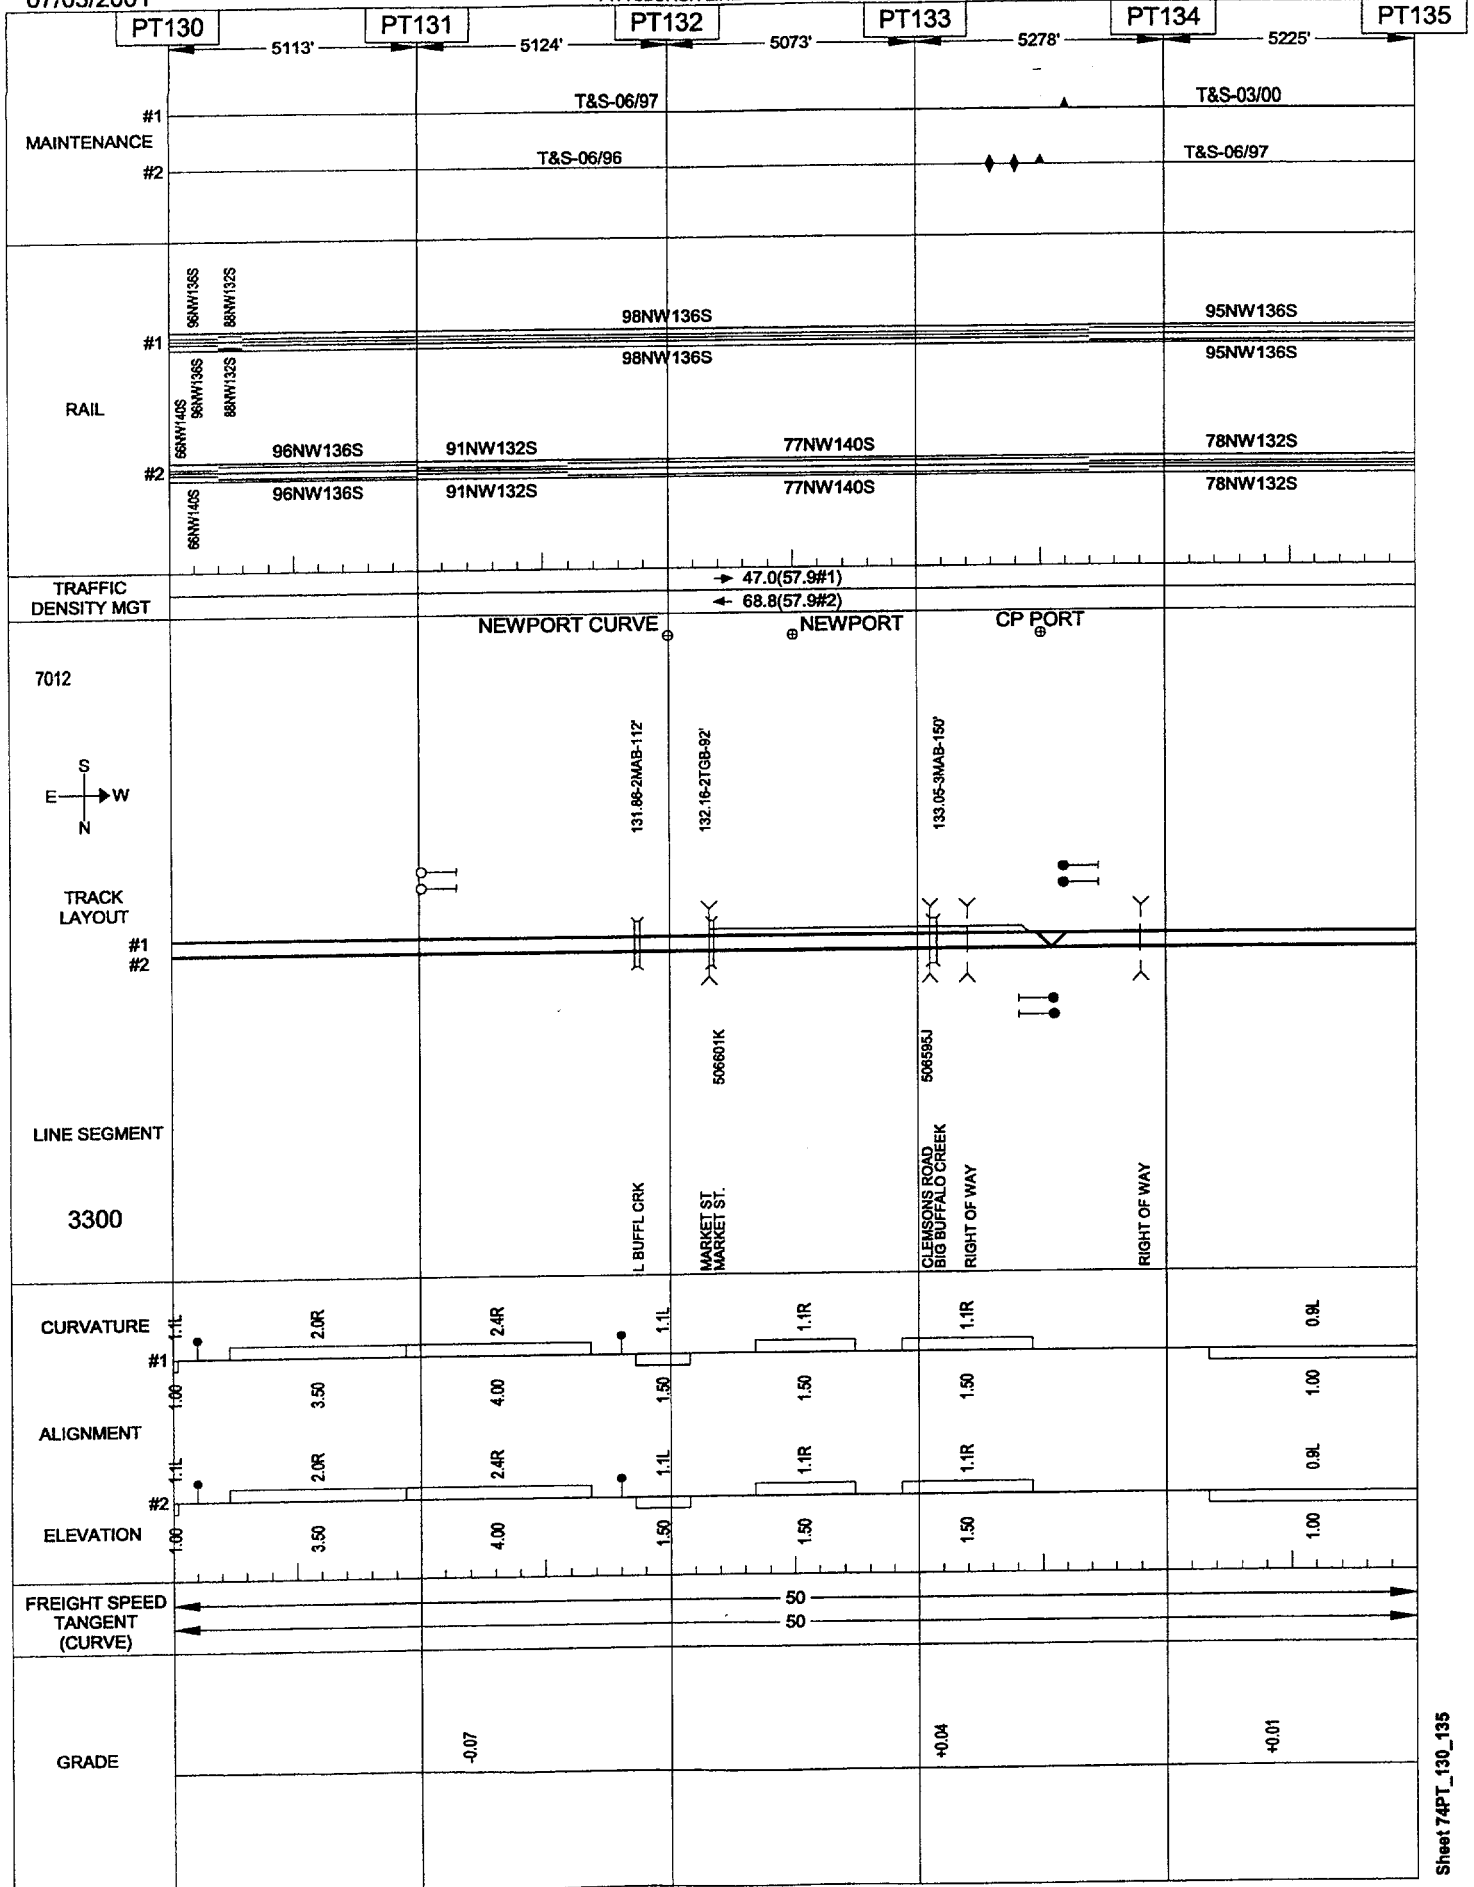 PT130 PT131 PT132 PT133 PT134 PT135
5113' 5124' 5073' 5278' 5225'
MAINTENANCE
#1 T&S-06/97 T&S-03/00
#2 T&S-06/96 T&S-06/97
RAIL
96NW136S 88NW132S 98NW136S 95NW136S
#1
96NW136S 88NW132S 98NW136S 95NW136S
66NW140S 96NW136S 91NW132S 77NW140S 78NW132S
#2
66NW140S 96NW136S 91NW132S 77NW140S 78NW132S
TRAFFIC
DENSITY MGT
47.0(57.9#1)
68.8(57.9#2)
NEWPORT CURVE NEWPORT CP PORT
7012
S
E W
N
131.86-2MAB-112'
132.16-2TGB-92'
133.05-3MAB-150'
TRACK
LAYOUT
#1
#2
506601K
506595J
LINE SEGMENT
3300
L BUFFL CRK
MARKET ST
MARKET ST.
CLEMSONS ROAD
BIG BUFFALO CREEK
RIGHT OF WAY
RIGHT OF WAY
CURVATURE
1.1L 2.0R 2.4R 1.1L 1.1R 1.1R 0.9L
#1
1.00 3.50 4.00 1.50 1.50 1.50 1.00
ALIGNMENT
1.1L 2.0R 2.4R 1.1L 1.1R 1.1R 0.9L
#2
ELEVATION
1.00 3.50 4.00 1.50 1.50 1.50 1.00
FREIGHT SPEED
TANGENT
(CURVE)
50
50
GRADE
-0.07 +0.04 +0.01
Sheet 74PT_130_135